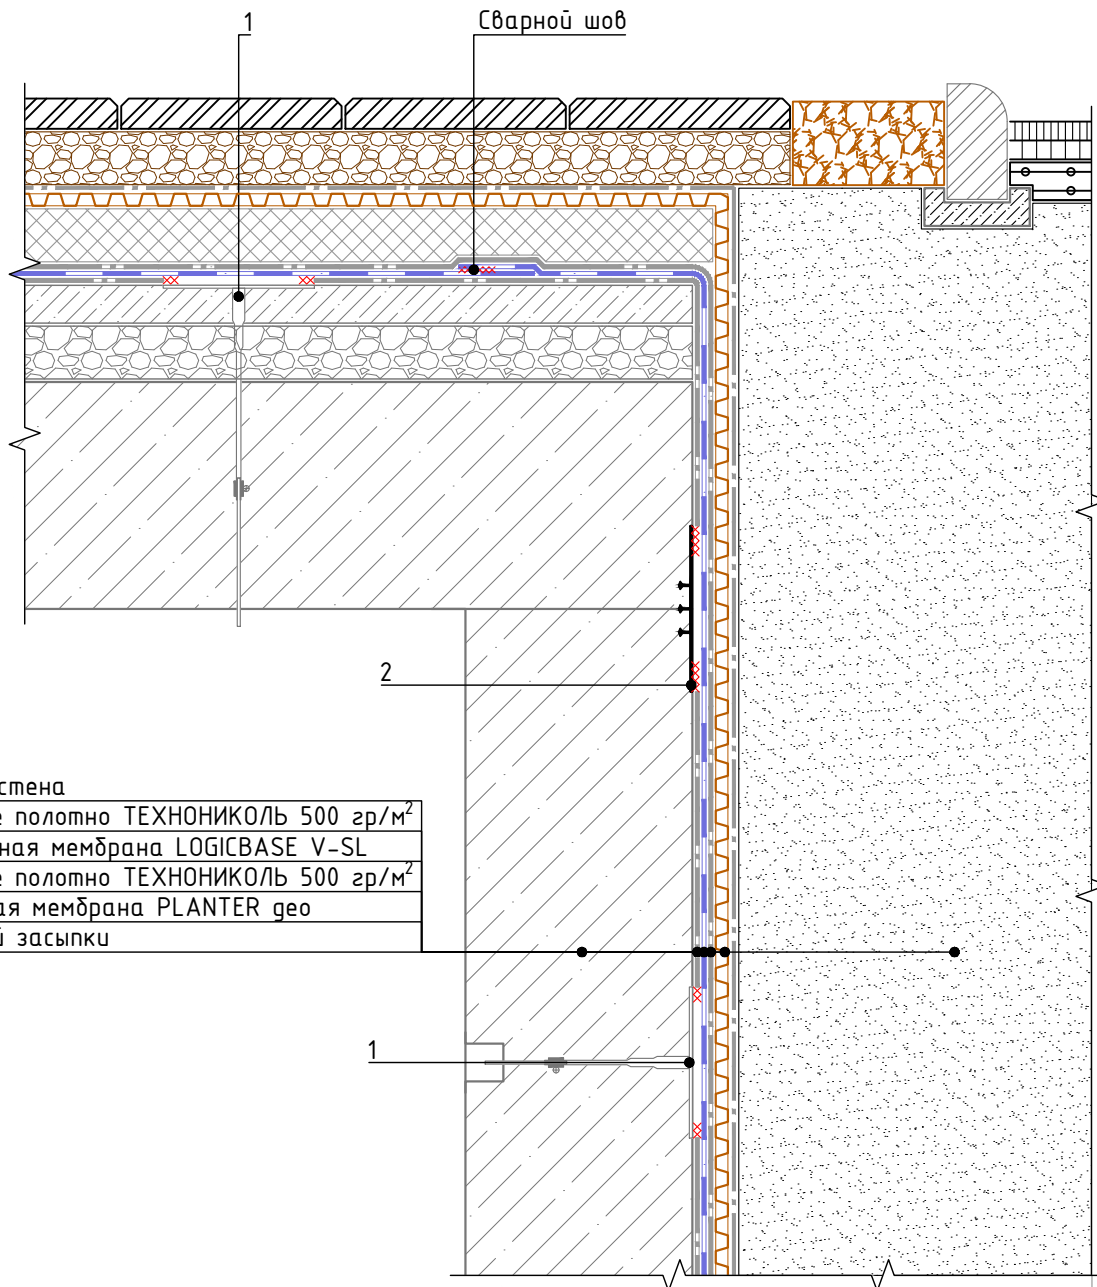 1
Сварной шов
2
стена
е полотно ТЕХНОНИКОЛЬ 500 гр/м²
ная мембрана LOGICBASE V-SL
е полотно ТЕХНОНИКОЛЬ 500 гр/м²
ая мембрана PLANTER geo
й засыпки
1